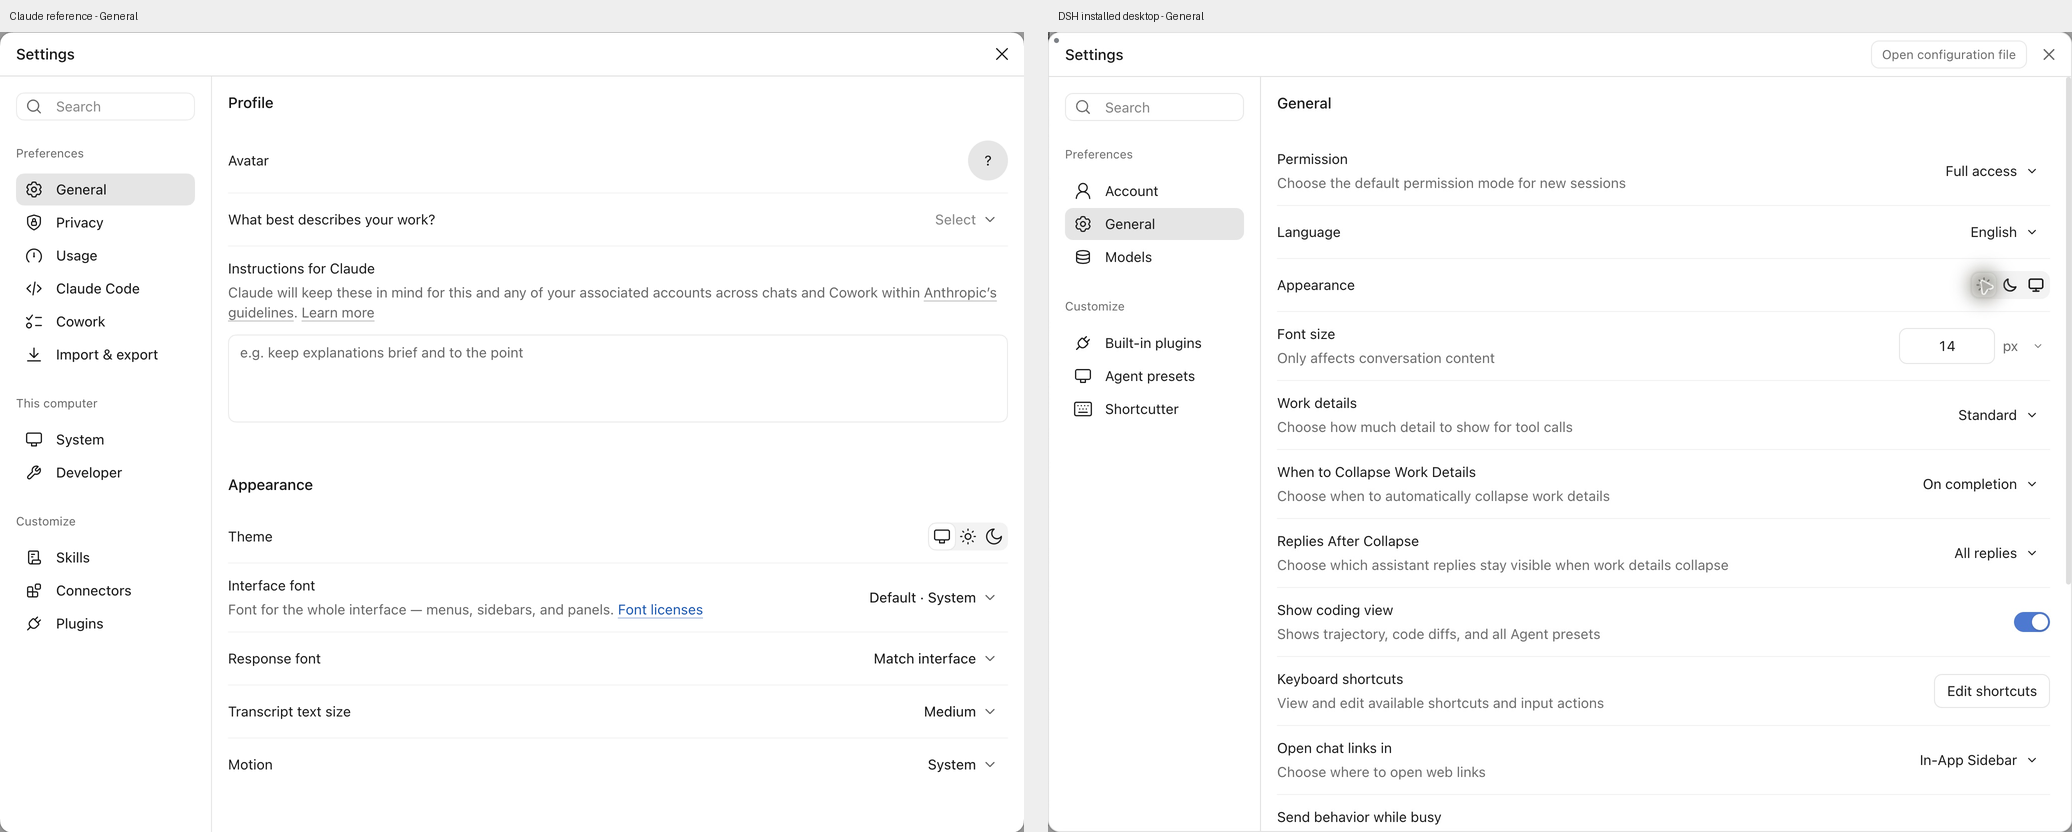 Claude reference - General
Settings
Search
Preferences
General
Privacy
Usage
Claude Code
Cowork
Import & export
This computer
System
Developer
Customize
Skills
Connectors
Plugins
Profile
Avatar
?
What best describes your work?
Select
Instructions for Claude
Claude will keep these in mind for this and any of your associated accounts across chats and Cowork within Anthropic's
guidelines. Learn more
e.g. keep explanations brief and to the point
Appearance
Theme
Interface font
Font for the whole interface — menus, sidebars, and panels. Font licenses
Default · System
Response font
Match interface
Transcript text size
Medium
Motion
System
DSH installed desktop - General
Settings
Open configuration file
Search
Preferences
Account
General
Models
Customize
Built-in plugins
Agent presets
Shortcutter
General
Permission
Choose the default permission mode for new sessions
Full access
Language
English
Appearance
Font size
Only affects conversation content
14 px
Work details
Choose how much detail to show for tool calls
Standard
When to Collapse Work Details
Choose when to automatically collapse work details
On completion
Replies After Collapse
Choose which assistant replies stay visible when work details collapse
All replies
Show coding view
Shows trajectory, code diffs, and all Agent presets
Keyboard shortcuts
View and edit available shortcuts and input actions
Edit shortcuts
Open chat links in
Choose where to open web links
In-App Sidebar
Send behavior while busy